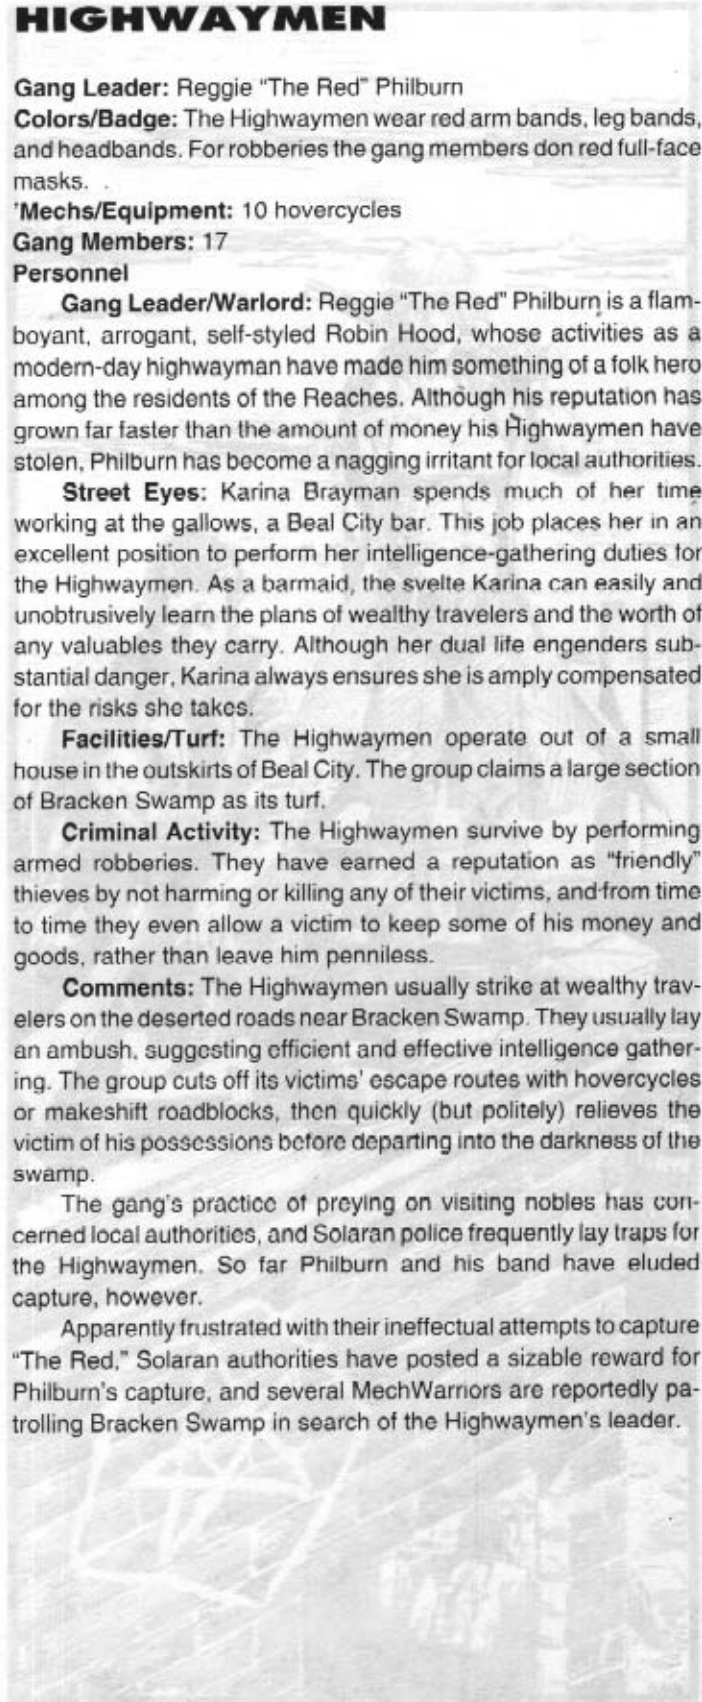 HIGHWAYMEN
Gang Leader: Reggie "The Red" Philburn
Colors/Badge: The Highwaymen wear red arm bands, leg bands,
and headbands. For robberies the gang members don red full-face
masks.
'Mechs/Equipment: 10 hovercycles
Gang Members: 17
Personnel
Gang Leader/Warlord: Reggie "The Red" Philburn is a flam-
boyant, arrogant, self-styled Robin Hood, whose activities as a
modern-day highwayman have made him something of a folk hero
among the residents of the Reaches. Although his reputation has
grown far faster than the amount of money his Highwaymen have
stolen, Philburn has become a nagging irritant for local authorities.
Street Eyes: Karina Brayman spends much of her time
working at the gallows, a Beal City bar. This job places her in an
excellent position to perform her intelligence-gathering duties for
the Highwaymen. As a barmaid, the svelte Karina can easily and
unobtrusively learn the plans of wealthy travelers and the worth of
any valuables they carry. Although her dual life engenders sub-
stantial danger, Karina always ensures she is amply compensated
for the risks she takes.
Facilities/Turf: The Highwaymen operate out of a small
house in the outskirts of Beal City. The group claims a large section
of Bracken Swamp as its turf.
Criminal Activity: The Highwaymen survive by performing
armed robberies. They have earned a reputation as "friendly"
thieves by not harming or killing any of their victims, and from time
to time they even allow a victim to keep some of his money and
goods, rather than leave him penniless.
Comments: The Highwaymen usually strike at wealthy trav-
elers on the deserted roads near Bracken Swamp. They usually lay
an ambush, suggesting efficient and effective intelligence gather-
ing. The group cuts off its victims' escape routes with hovercycles
or makeshift roadblocks, then quickly (but politely) relieves the
victim of his possessions before departing into the darkness of the
swamp.
The gang's practice of preying on visiting nobles has con-
cerned local authorities, and Solaran police frequently lay traps for
the Highwaymen. So far Philburn and his band have eluded
capture, however.
Apparently frustrated with their ineffectual attempts to capture
"The Red," Solaran authorities have posted a sizable reward for
Philburn's capture, and several MechWarriors are reportedly pa-
trolling Bracken Swamp in search of the Highwaymen's leader.